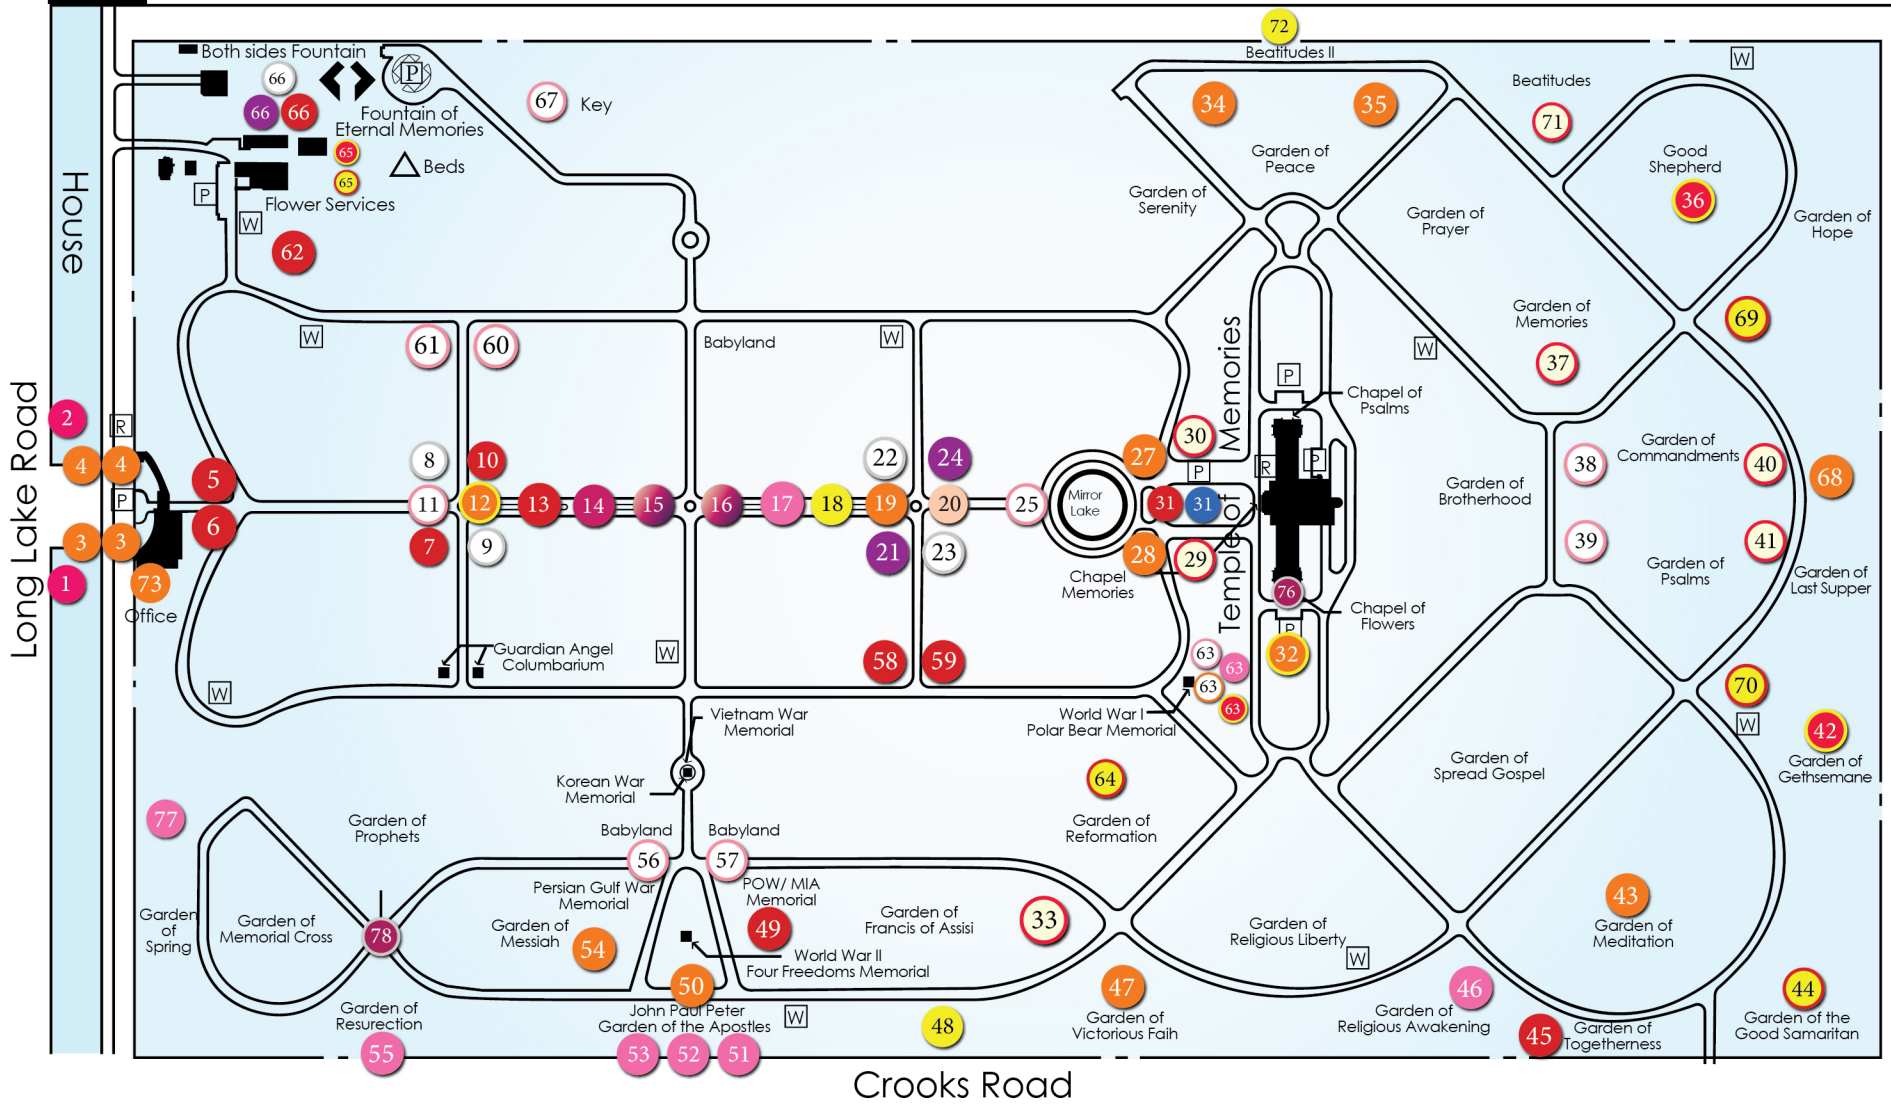 72
Beatitudes II
Both sides Fountain
66
66
66
P
Fountain of
Eternal Memories
65
65
Beds
Flower Services
P
W
62
67
Key
34
35
Garden of
Peace
Garden of
Serenity
Beatitudes
71
W
Good
Shepherd
36
Garden of
Prayer
Garden of
Hope
House
Long Lake Road
W
61
60
Babyland
W
Garden of
Memories
37
W
69
Temple of Memories
P
Chapel of
Psalms
2
R
4
4
P
3
3
1
73
Office
5
6
8
10
11
12
13
P
14
15
16
17
18
19
20
25
7
9
22
24
21
23
Mirror
Lake
27
30
P
R
P
31
31
28
29
Chapel
Memories
76
Chapel of
Flowers
P
32
38
Garden of
Commandments
40
68
Garden of
Brotherhood
39
41
Garden of
Psalms
Garden of
Last Supper
Guardian Angel
Columbarium
W
W
58
59
63
63
63
63
World War I
Polar Bear Memorial
70
W
42
Garden of
Gethsemane
Vietnam War
Memorial
Korean War
Memorial
64
Garden of
Reformation
Garden of
Spread Gospel
77
Garden of
Prophets
Babyland
Babyland
56
57
Persian Gulf War
Memorial
POW/ MIA
Memorial
49
Garden
of
Spring
Garden of
Memorial Cross
78
Garden of
Messiah
54
World War II
Four Freedoms Memorial
Garden of
Francis of Assisi
33
Garden of
Religious Liberty
W
43
Garden of
Meditation
50
John Paul Peter
Garden of the Apostles
W
53
52
51
Garden of
Resurection
55
48
47
Garden of
Victorious Faih
46
Garden of
Religious Awakening
45
Garden of
Togetherness
44
Garden of the
Good Samaritan
Crooks Road